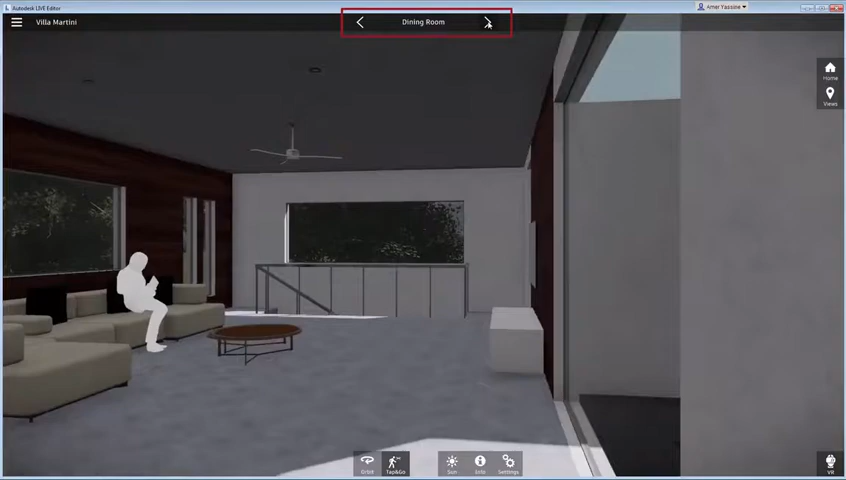 Autodesk LIVE Editor
Amer Yassine
Villa Martini
Dining Room
Home
Views
Orbit
Tap&Go
Sun
Info
Settings
VR